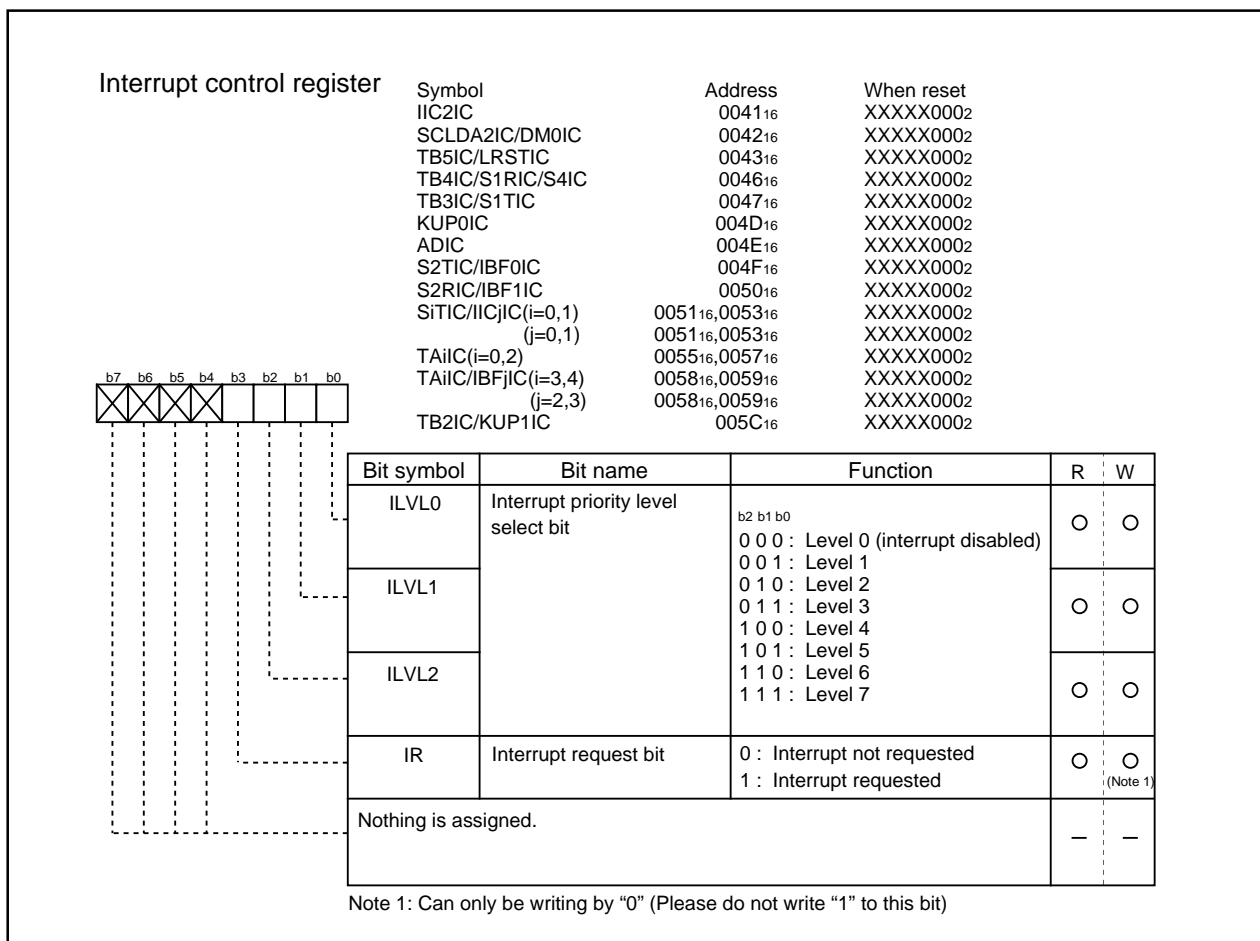 Interrupt control register
Symbol Address When reset
IIC2IC 004116 XXXXX0002
SCLDA2IC/DM0IC 004216 XXXXX0002
TB5IC/LRSTIC 004316 XXXXX0002
TB4IC/S1RIC/S4IC 004616 XXXXX0002
TB3IC/S1TIC 004716 XXXXX0002
KUP0IC 004D16 XXXXX0002
ADIC 004E16 XXXXX0002
S2TIC/IBF0IC 004F16 XXXXX0002
S2RIC/IBF1IC 005016 XXXXX0002
SiTIC/IICjIC(i=0,1) 005116,005316 XXXXX0002
(j=0,1) 005116,005316 XXXXX0002
TAiIC(i=0,2) 005516,005716 XXXXX0002
TAiIC/IBFjIC(i=3,4) 005816,005916 XXXXX0002
(j=2,3) 005816,005916 XXXXX0002
TB2IC/KUP1IC 005C16 XXXXX0002
b7 b6 b5 b4 b3 b2 b1 b0
Bit symbol Bit name Function R W
ILVL0 Interrupt priority level
select bit
b2 b1 b0
0 0 0 : Level 0 (interrupt disabled)
0 0 1 : Level 1
ILVL1 0 1 0 : Level 2
0 1 1 : Level 3
1 0 0 : Level 4
1 0 1 : Level 5
ILVL2 1 1 0 : Level 6
1 1 1 : Level 7
IR Interrupt request bit 0 : Interrupt not requested
1 : Interrupt requested
(Note 1)
Nothing is assigned. – –
Note 1: Can only be writing by “0” (Please do not write “1” to this bit)